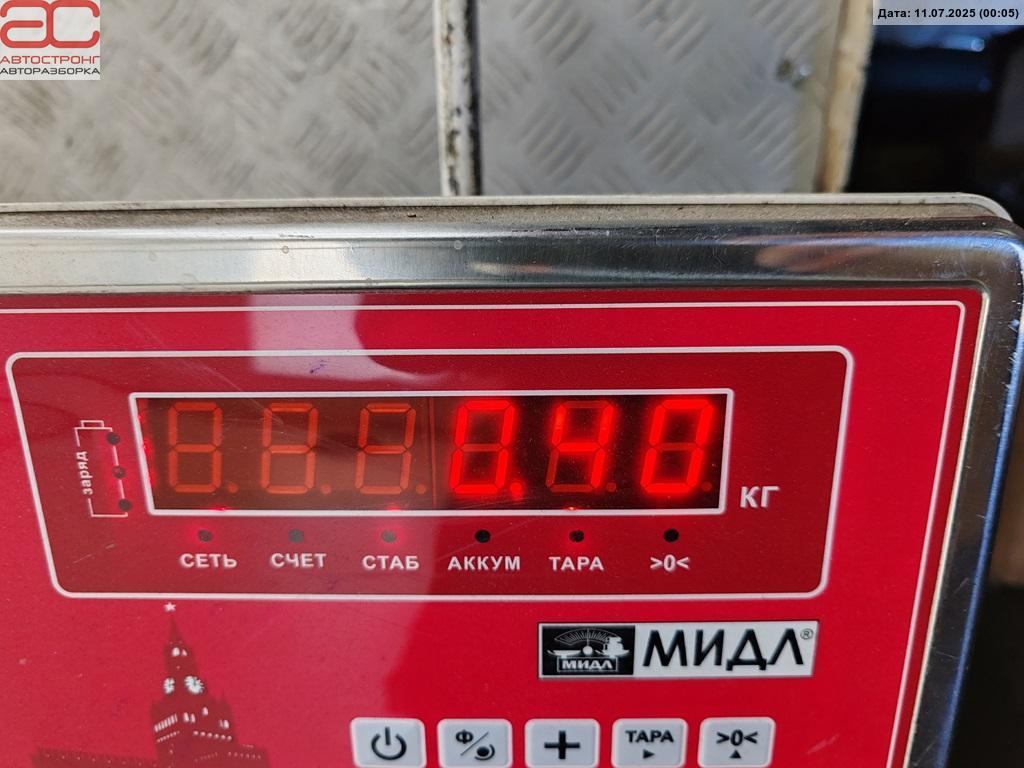 Дата: 11.07.2025 (00:05)
АС
АВТОСТРОНГ
АВТОРАЗБОРКА
заряд
0.40
КГ
СЕТЬ СЧЕТ СТАБ АККУМ ТАРА >0<
МИДЛ МИДЛ®
Ф ТАРА >0<